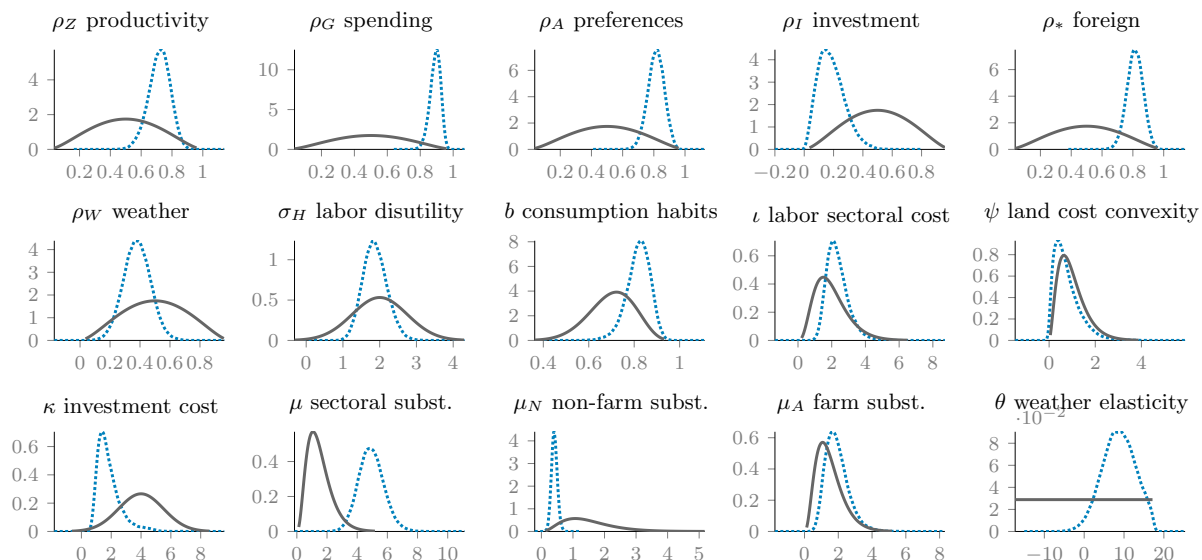 ρ_Z productivity
ρ_G spending
ρ_A preferences
ρ_I investment
ρ_* foreign
4
2
0
0.2 0.4 0.6 0.8 1
10
5
0
0.2 0.4 0.6 0.8 1
6
4
2
0
0.2 0.4 0.6 0.8 1
4
3
2
1
0
−0.2 0 0.2 0.4 0.6 0.8
6
4
2
0
0.2 0.4 0.6 0.8 1
ρ_W weather
σ_H labor disutility
b consumption habits
ι labor sectoral cost
ψ land cost convexity
4
3
2
1
0
0 0.2 0.4 0.6 0.8
1
0.5
0
0 1 2 3 4
8
6
4
2
0
0.4 0.6 0.8 1
0.6
0.4
0.2
0
0 2 4 6 8
0.8
0.6
0.4
0.2
0
0 2 4
κ investment cost
μ sectoral subst.
μ_N non-farm subst.
μ_A farm subst.
θ weather elasticity
0.6
0.4
0.2
0
0 2 4 6 8
0.4
0.2
0
0 2 4 6 8 10
4
3
2
1
0
0 1 2 3 4 5
0.6
0.4
0.2
0
0 2 4 6 8
·10^−2
8
6
4
2
0
−10 0 10 20